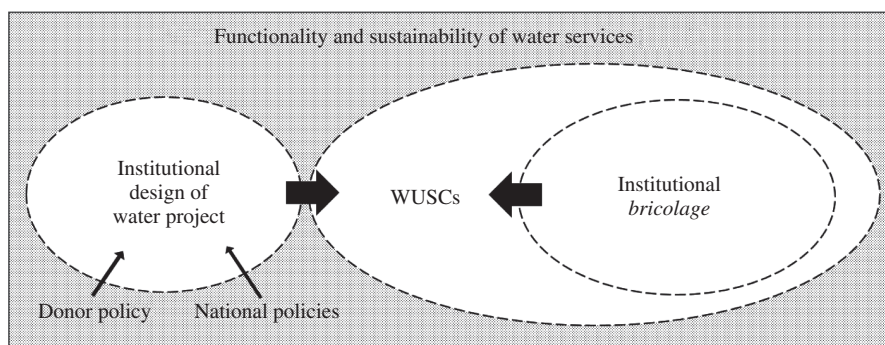 Functionality and sustainability of water services
Institutional
design of
water project
WUSCs
Institutional
bricolage
Donor policy
National policies